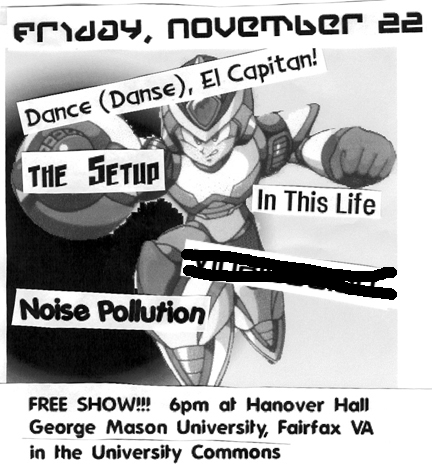 Friday, november 22
Dance (Danse), El Capitan!
THE SETUP
In This Life
Noise Pollution
FREE SHOW!!! 6pm at Hanover Hall
George Mason University, Fairfax VA
in the University Commons